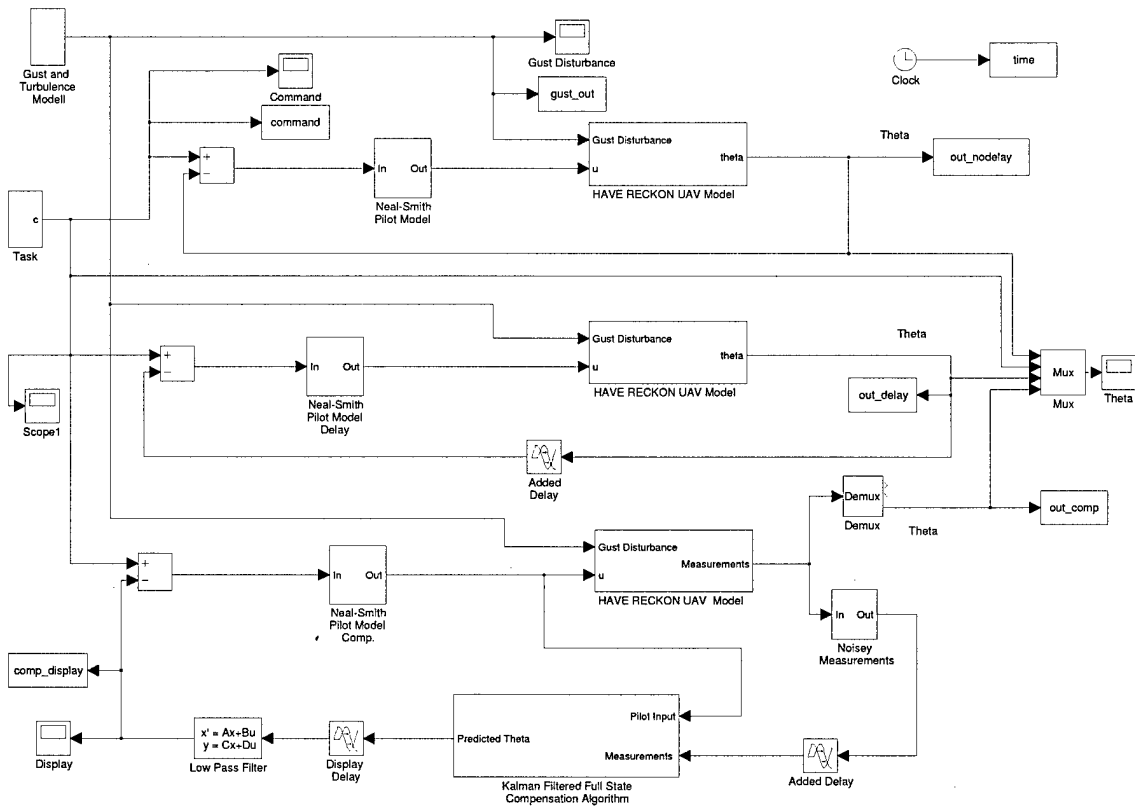 Gust and
Turbulence
Modell
Gust Disturbance
gust_out
Command
command
Clock
time
+
−
In Out
Neal-Smith
Pilot Model
Gust Disturbance
u
theta
HAVE RECKON UAV Model
Theta
out_nodelay
c
Task
Scope1
+
−
In Out
Neal-Smith
Pilot Model
Delay
Gust Disturbance
u
theta
HAVE RECKON UAV Model
Theta
out_delay
Mux
Mux
Theta
Added
Delay
Demux
Demux
Theta
out_comp
+
−
In Out
Neal-Smith
Pilot Model
Comp.
Gust Disturbance
u
Measurements
HAVE RECKON UAV Model
In Out
Noisey
Measurements
comp_display
Display
x' = Ax+Bu
y = Cx+Du
Low Pass Filter
Display
Delay
Pilot Input
Predicted Theta
Measurements
Kalman Filtered Full State
Compensation Algorithm
Added Delay